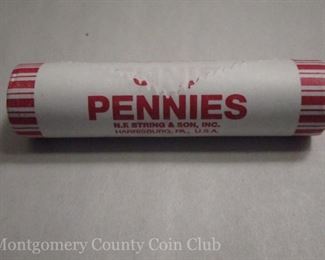 PENNIES
N.F. STRING & SON, INC.
HARRISBURG, PA., U.S.A.
Montgomery County Coin Club